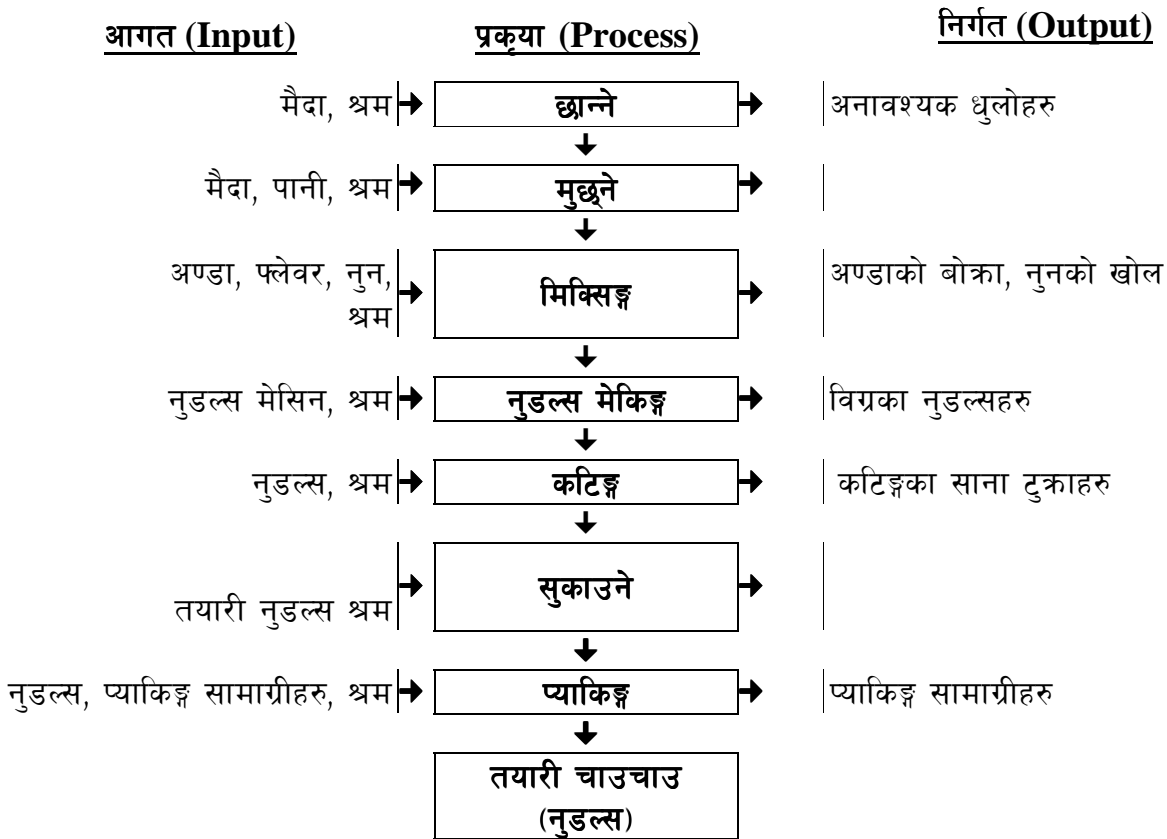 आगत (Input) प्रकृया (Process) निर्गत (Output)
मैदा, श्रम छान्ने अनावश्यक धुलोहरु
मैदा, पानी, श्रम मुछ्ने
अण्डा, फ्लेवर, नुन,
श्रम मिक्सिङ्ग अण्डाको बोक्रा, नुनको खोल
नुडल्स मेसिन, श्रम नुडल्स मेकिङ्ग विग्रका नुडल्सहरु
नुडल्स, श्रम कटिङ्ग कटिङ्गका साना टुक्राहरु
सुकाउने
तयारी नुडल्स श्रम
नुडल्स, प्याकिङ्ग सामाग्रीहरु, श्रम प्याकिङ्ग प्याकिङ्ग सामाग्रीहरु
तयारी चाउचाउ
(नुडल्स)